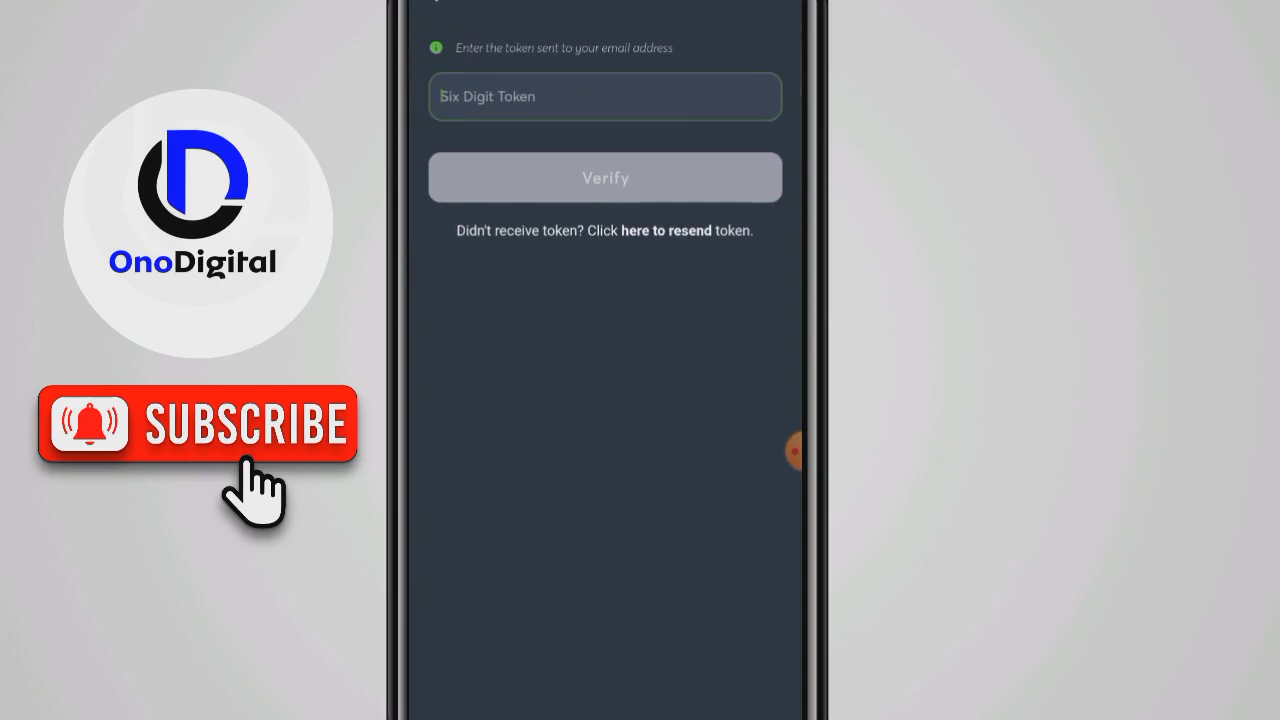 Enter the token sent to your email address
Six Digit Token
Verify
Didn't receive token? Click here to resend token.
OnoDigital
SUBSCRIBE